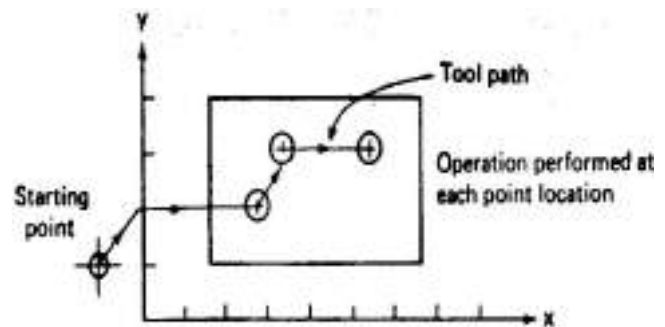 Y
Tool path
Operation performed at
each point location
Starting
point
x